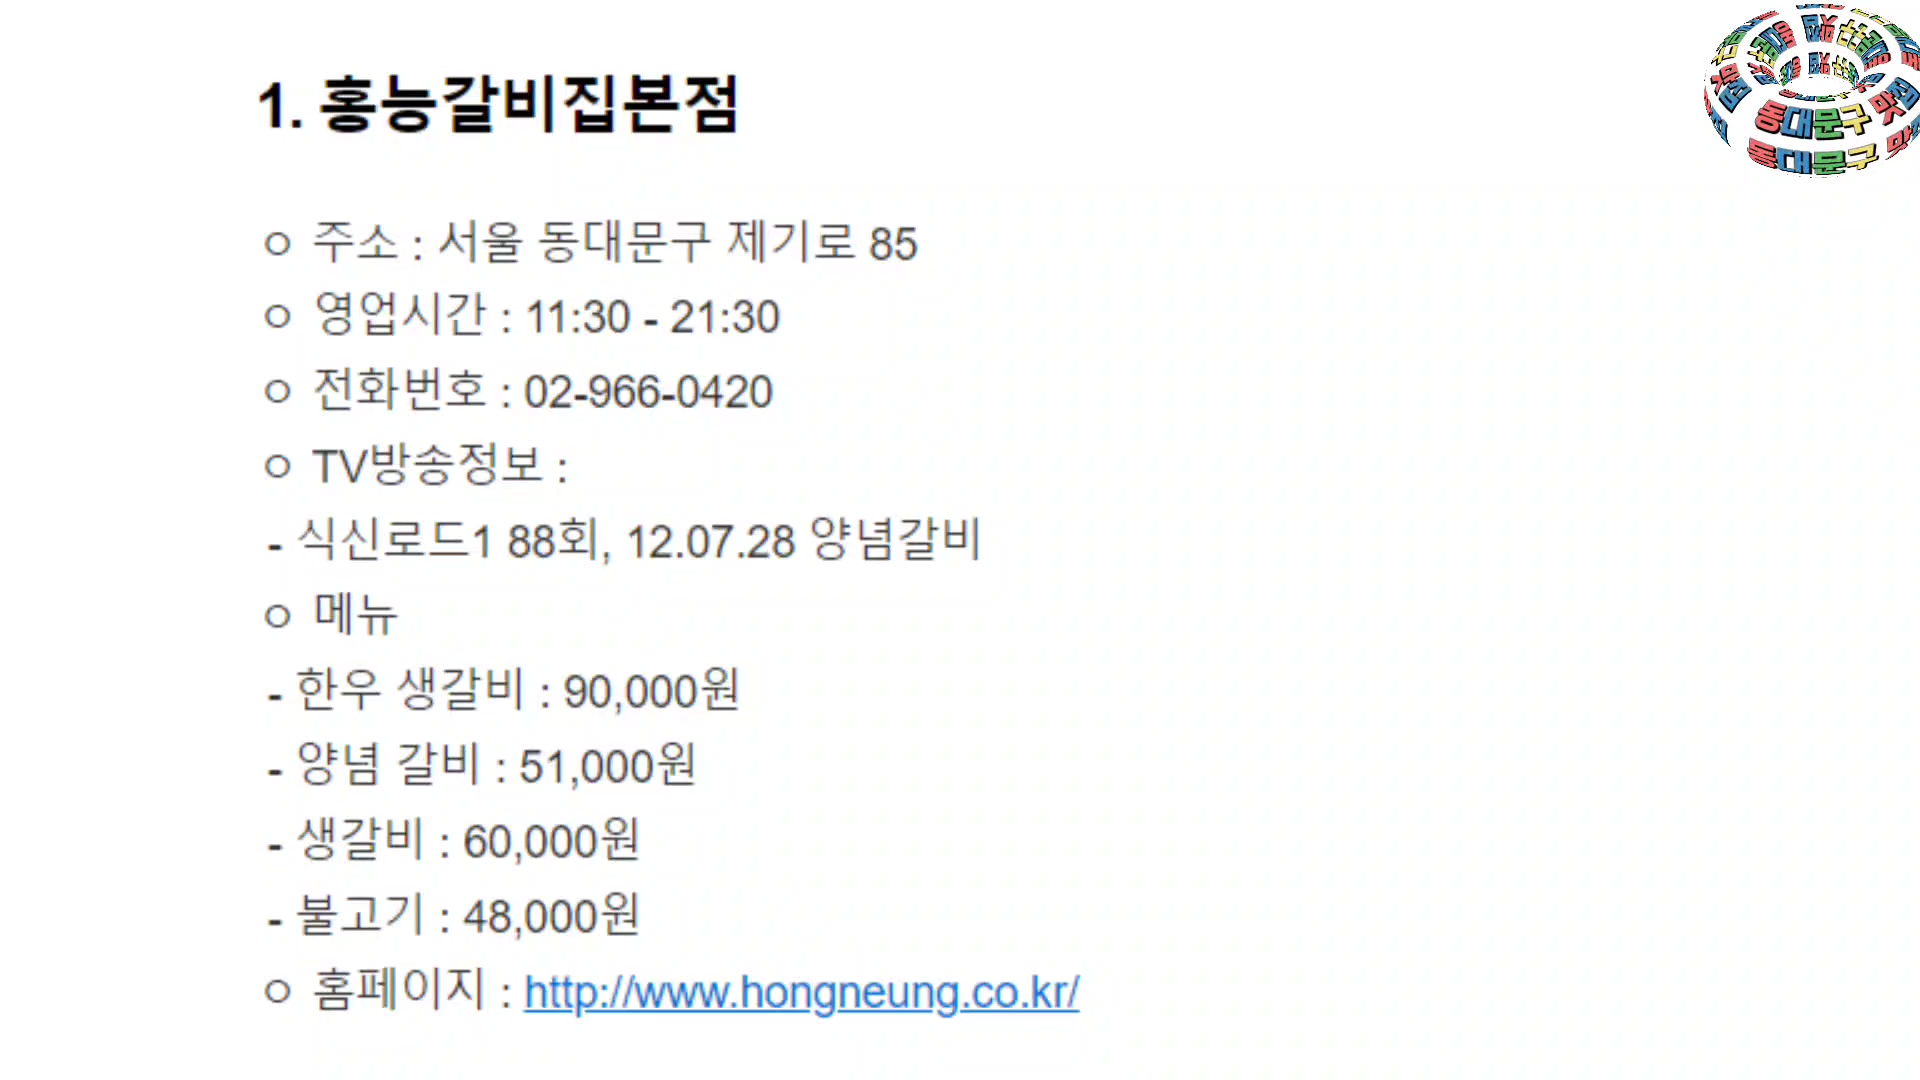 1. 홍능갈비집본점
동대문구 맛
동대문구 맛
○ 주소 : 서울 동대문구 제기로 85
○ 영업시간 : 11:30 - 21:30
○ 전화번호 : 02-966-0420
○ TV방송정보 :
- 식신로드1 88회, 12.07.28 양념갈비
○ 메뉴
- 한우 생갈비 : 90,000원
- 양념 갈비 : 51,000원
- 생갈비 : 60,000원
- 불고기 : 48,000원
○ 홈페이지 : http://www.hongneung.co.kr/